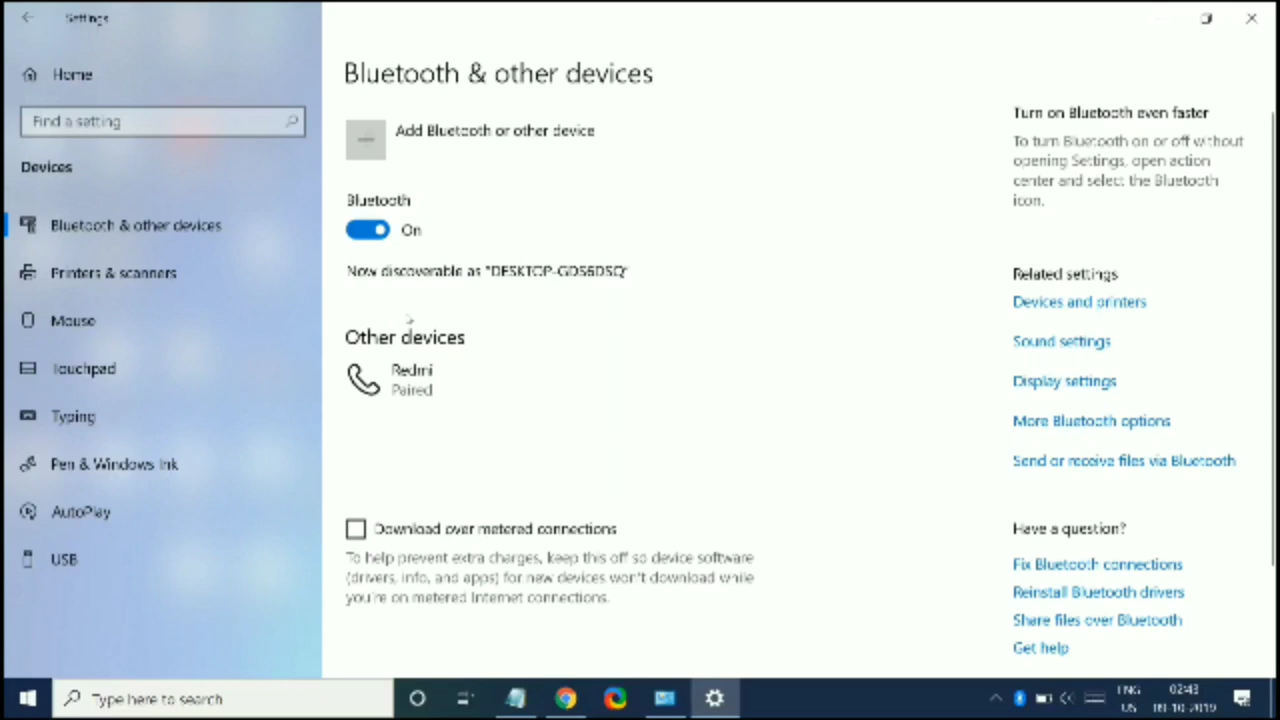 Settings
Home
Find a setting
Devices
Bluetooth & other devices
Printers & scanners
Mouse
Touchpad
Typing
Pen & Windows Ink
AutoPlay
USB
Bluetooth & other devices
Add Bluetooth or other device
Bluetooth
On
Now discoverable as "DESKTOP-GDS6DSQ"
Other devices
Redmi
Paired
Download over metered connections
To help prevent extra charges, keep this off so device software
(drivers, info, and apps) for new devices won't download while
you're on metered Internet connections.
Turn on Bluetooth even faster
To turn Bluetooth on or off without
opening Settings, open action
center and select the Bluetooth
icon.
Related settings
Devices and printers
Sound settings
Display settings
More Bluetooth options
Send or receive files via Bluetooth
Have a question?
Fix Bluetooth connections
Reinstall Bluetooth drivers
Share files over Bluetooth
Get help
Type here to search
ENG
US
02:43
09-10-2019